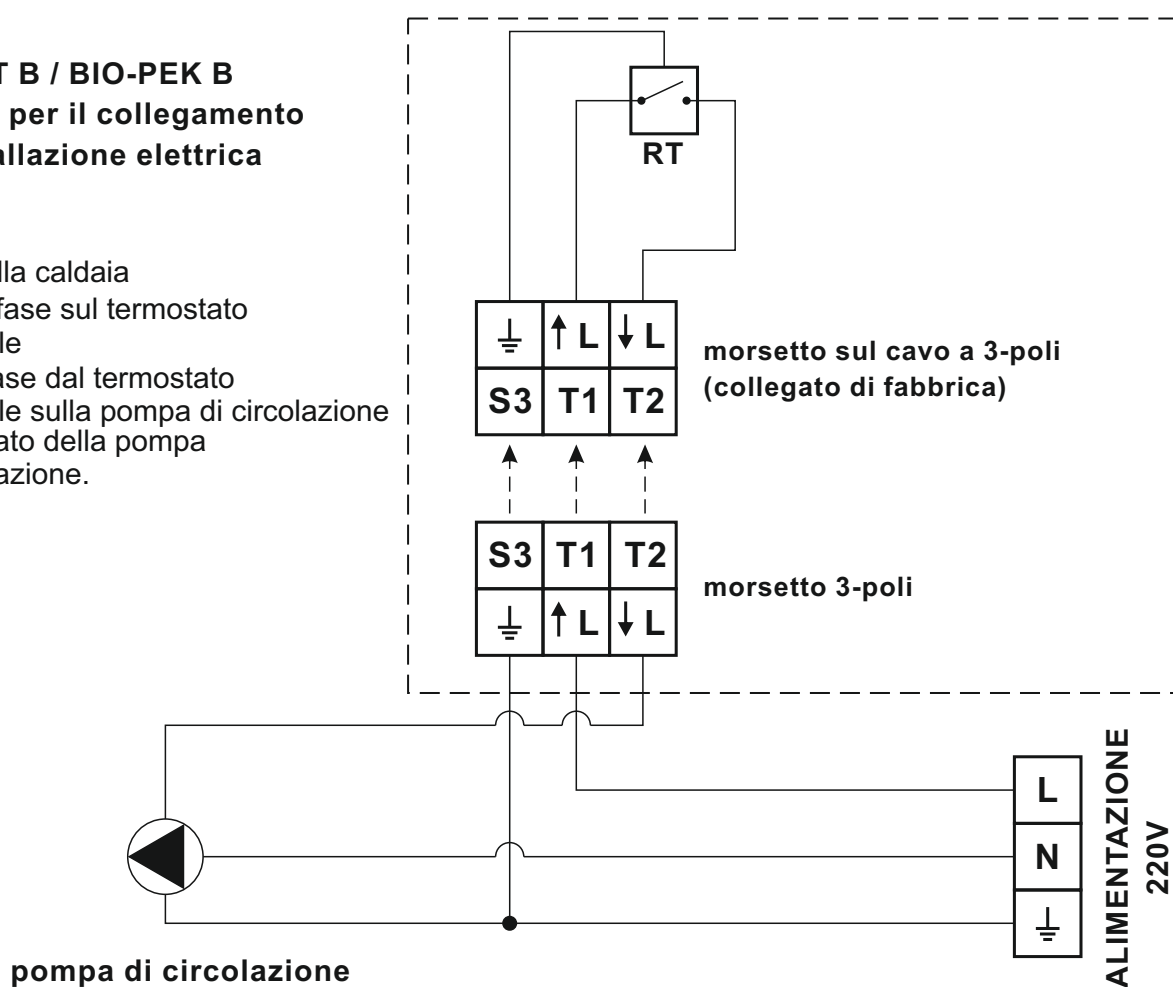 T B / BIO-PEK B
per il collegamento
allazione elettrica
lla caldaia
fase sul termostato
le
ase dal termostato
le sulla pompa di circolazione
ato della pompa
azione.
RT
L L
S3 T1 T2
morsetto sul cavo a 3-poli
(collegato di fabbrica)
S3 T1 T2
L L
morsetto 3-poli
L
N
ALIMENTAZIONE
220V
pompa di circolazione